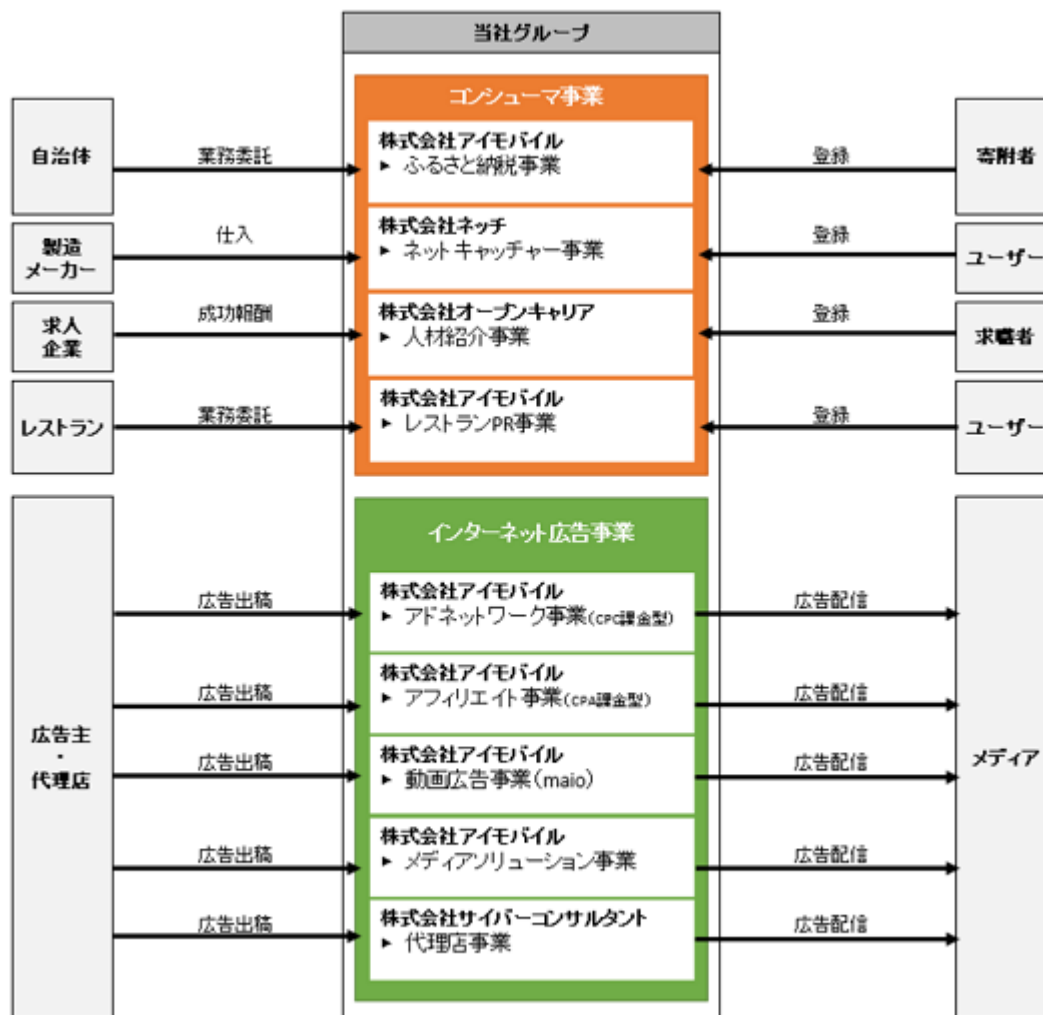 当社グループ
コンシューマ事業
自治体
業務委託
株式会社アイモバイル
▶ ふるさと納税事業
登録
寄附者
製造
メーカー
仕入
株式会社ネッチ
▶ ネットキャッチャー事業
登録
ユーザー
求人
企業
成功報酬
株式会社オープンキャリア
▶ 人材紹介事業
登録
求職者
レストラン
業務委託
株式会社アイモバイル
▶ レストランPR事業
登録
ユーザー
インターネット広告事業
広告主
・
代理店
広告出稿
株式会社アイモバイル
▶ アドネットワーク事業(CPC課金型)
広告配信
広告出稿
株式会社アイモバイル
▶ アフィリエイト事業(CPA課金型)
広告配信
広告出稿
株式会社アイモバイル
▶ 動画広告事業(maio)
広告配信
メディア
広告出稿
株式会社アイモバイル
▶ メディアソリューション事業
広告配信
広告出稿
株式会社サイバーコンサルタント
▶ 代理店事業
広告配信